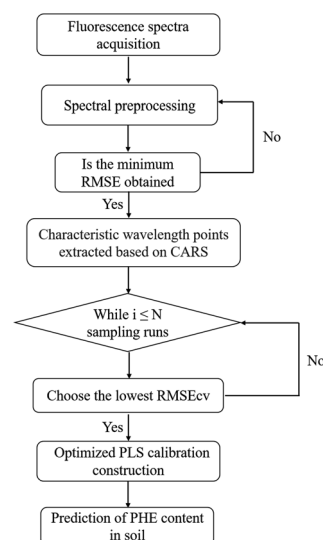 Fluorescence spectra
acquisition
Spectral preprocessing
No
Is the minimum
RMSE obtained
Yes
Characteristic wavelength points
extracted based on CARS
While i ≤ N
sampling runs
No
Choose the lowest RMSEcv
Yes
Optimized PLS calibration
construction
Prediction of PHE content
in soil